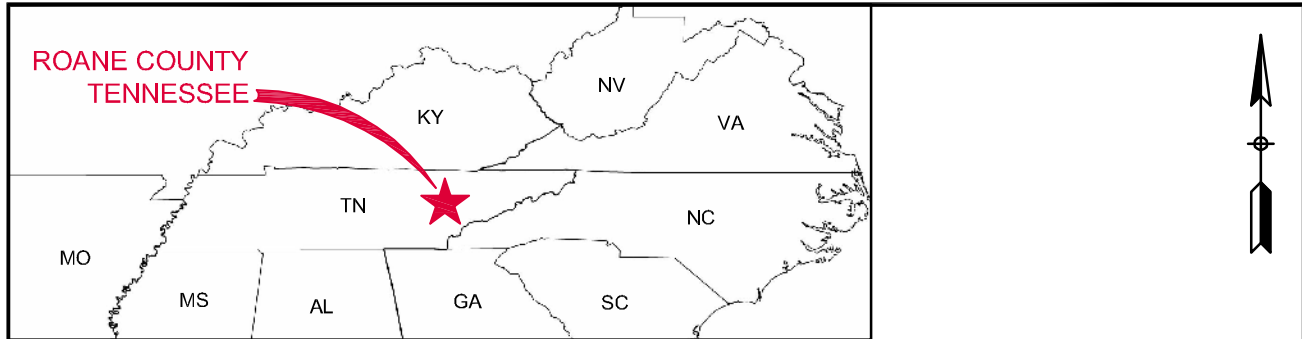 ROANE COUNTY
TENNESSEE
NV
KY
VA
TN
NC
MO
MS
AL
GA
SC